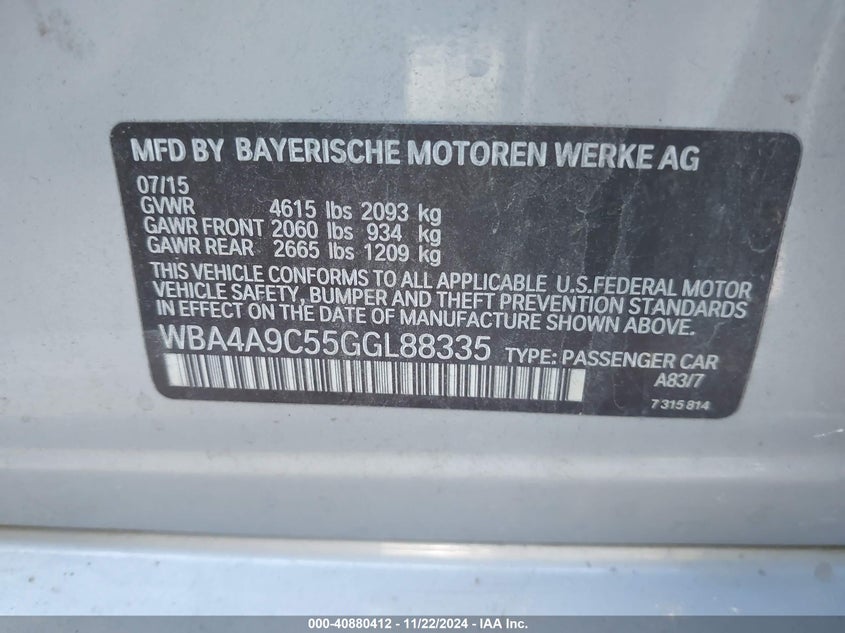 MFD BY BAYERISCHE MOTOREN WERKE AG
07/15
GVWR 4615 lbs 2093 kg
GAWR FRONT 2060 lbs 934 kg
GAWR REAR 2665 lbs 1209 kg
THIS VEHICLE CONFORMS TO ALL APPLICABLE U.S.FEDERAL MOTOR
VEHICLE SAFETY, BUMPER AND THEFT PREVENTION STANDARDS
IN EFFECT ON THE DATE OF MANUFACTURE SHOWN ABOVE.
WBA4A9C55GGL88335 TYPE: PASSENGER CAR
A83/7
7 315 814
000-40880412 - 11/22/2024 - IAA Inc.